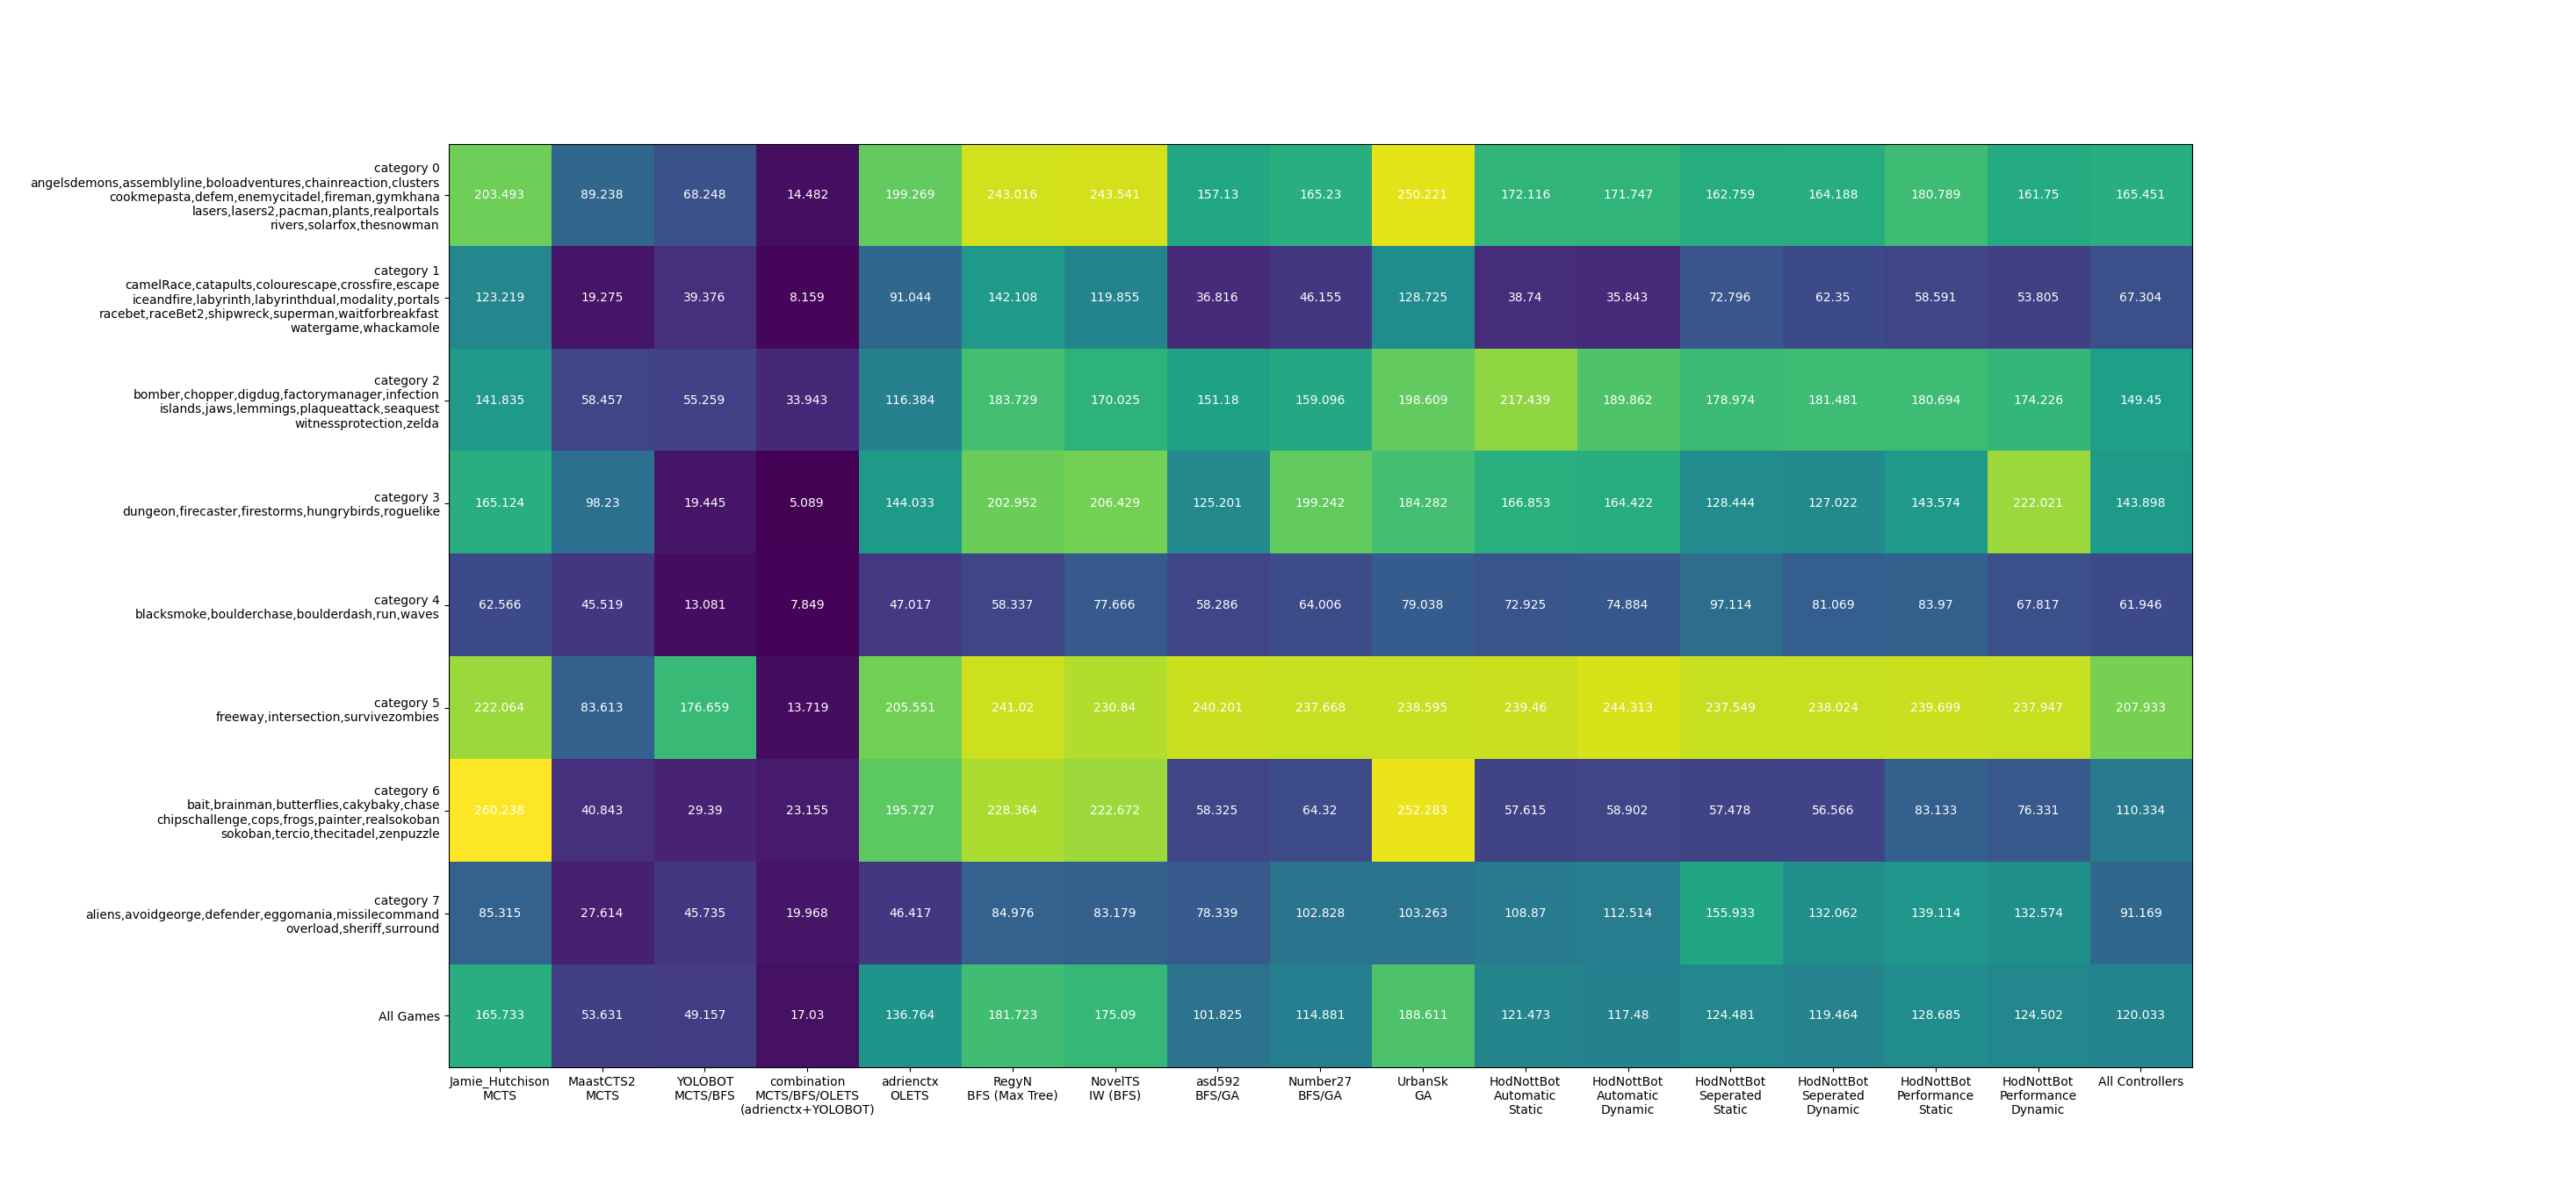 category 0
angelsdemons,assemblyline,boloadventures,chainreaction,clusters
cookmepasta,defem,enemycitadel,fireman,gymkhana
lasers,lasers2,pacman,plants,realportals
rivers,solarfox,thesnowman
203.493 89.238 68.248 14.482 199.269 243.016 243.541 157.13 165.23 250.221 172.116 171.747 162.759 164.188 180.789 161.75 165.451
category 1
camelRace,catapults,colourescape,crossfire,escape
iceandfire,labyrinth,labyrinthdual,modality,portals
racebet,raceBet2,shipwreck,superman,waitforbreakfast
watergame,whackamole
123.219 19.275 39.376 8.159 91.044 142.108 119.855 36.816 46.155 128.725 38.74 35.843 72.796 62.35 58.591 53.805 67.304
category 2
bomber,chopper,digdug,factorymanager,infection
islands,jaws,lemmings,plaqueattack,seaquest
witnessprotection,zelda
141.835 58.457 55.259 33.943 116.384 183.729 170.025 151.18 159.096 198.609 217.439 189.862 178.974 181.481 180.694 174.226 149.45
category 3
dungeon,firecaster,firestorms,hungrybirds,roguelike
165.124 98.23 19.445 5.089 144.033 202.952 206.429 125.201 199.242 184.282 166.853 164.422 128.444 127.022 143.574 222.021 143.898
category 4
blacksmoke,boulderchase,boulderdash,run,waves
62.566 45.519 13.081 7.849 47.017 58.337 77.666 58.286 64.006 79.038 72.925 74.884 97.114 81.069 83.97 67.817 61.946
category 5
freeway,intersection,survivezombies
222.064 83.613 176.659 13.719 205.551 241.02 230.84 240.201 237.668 238.595 239.46 244.313 237.549 238.024 239.699 237.947 207.933
category 6
bait,brainman,butterflies,cakybaky,chase
chipschallenge,cops,frogs,painter,realsokoban
sokoban,tercio,thecitadel,zenpuzzle
260.238 40.843 29.39 23.155 195.727 228.364 222.672 58.325 64.32 252.283 57.615 58.902 57.478 56.566 83.133 76.331 110.334
category 7
aliens,avoidgeorge,defender,eggomania,missilecommand
overload,sheriff,surround
85.315 27.614 45.735 19.968 46.417 84.976 83.179 78.339 102.828 103.263 108.87 112.514 155.933 132.062 139.114 132.574 91.169
All Games
165.733 53.631 49.157 17.03 136.764 181.723 175.09 101.825 114.881 188.611 121.473 117.48 124.481 119.464 128.685 124.502 120.033
Jamie_Hutchison
MCTS
MaastCTS2
MCTS
YOLOBOT
MCTS/BFS
combination
MCTS/BFS/OLETS
(adrienctx+YOLOBOT)
adrienctx
OLETS
RegyN
BFS (Max Tree)
NovelTS
IW (BFS)
asd592
BFS/GA
Number27
BFS/GA
UrbanSk
GA
HodNottBot
Automatic
Static
HodNottBot
Automatic
Dynamic
HodNottBot
Seperated
Static
HodNottBot
Seperated
Dynamic
HodNottBot
Performance
Static
HodNottBot
Performance
Dynamic
All Controllers